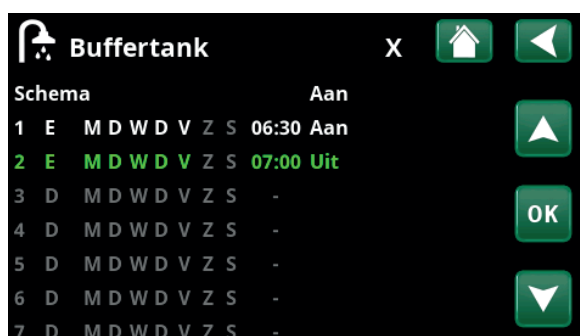 Buffertank X
Schema Aan
1 E M D W D V Z S 06:30 Aan
2 E M D W D V Z S 07:00 Uit
3 D M D W D V Z S -
4 D M D W D V Z S -
OK
5 D M D W D V Z S -
6 D M D W D V Z S -
7 D M D W D V Z S -